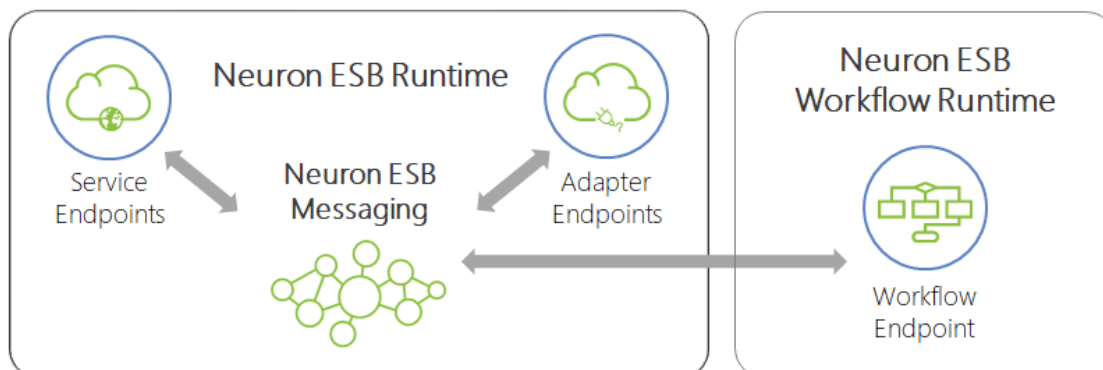 Neuron ESB Runtime
Service
Endpoints
Neuron ESB
Messaging
Adapter
Endpoints
Neuron ESB
Workflow Runtime
Workflow
Endpoint